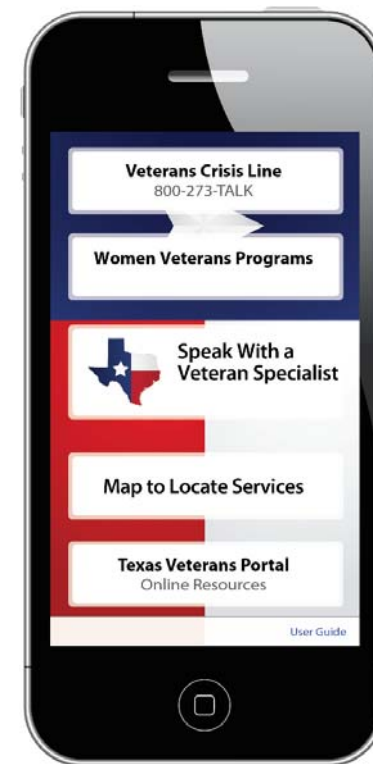 Veterans Crisis Line
800-273-TALK
Women Veterans Programs
Speak With a
Veteran Specialist
Map to Locate Services
Texas Veterans Portal
Online Resources
User Guide